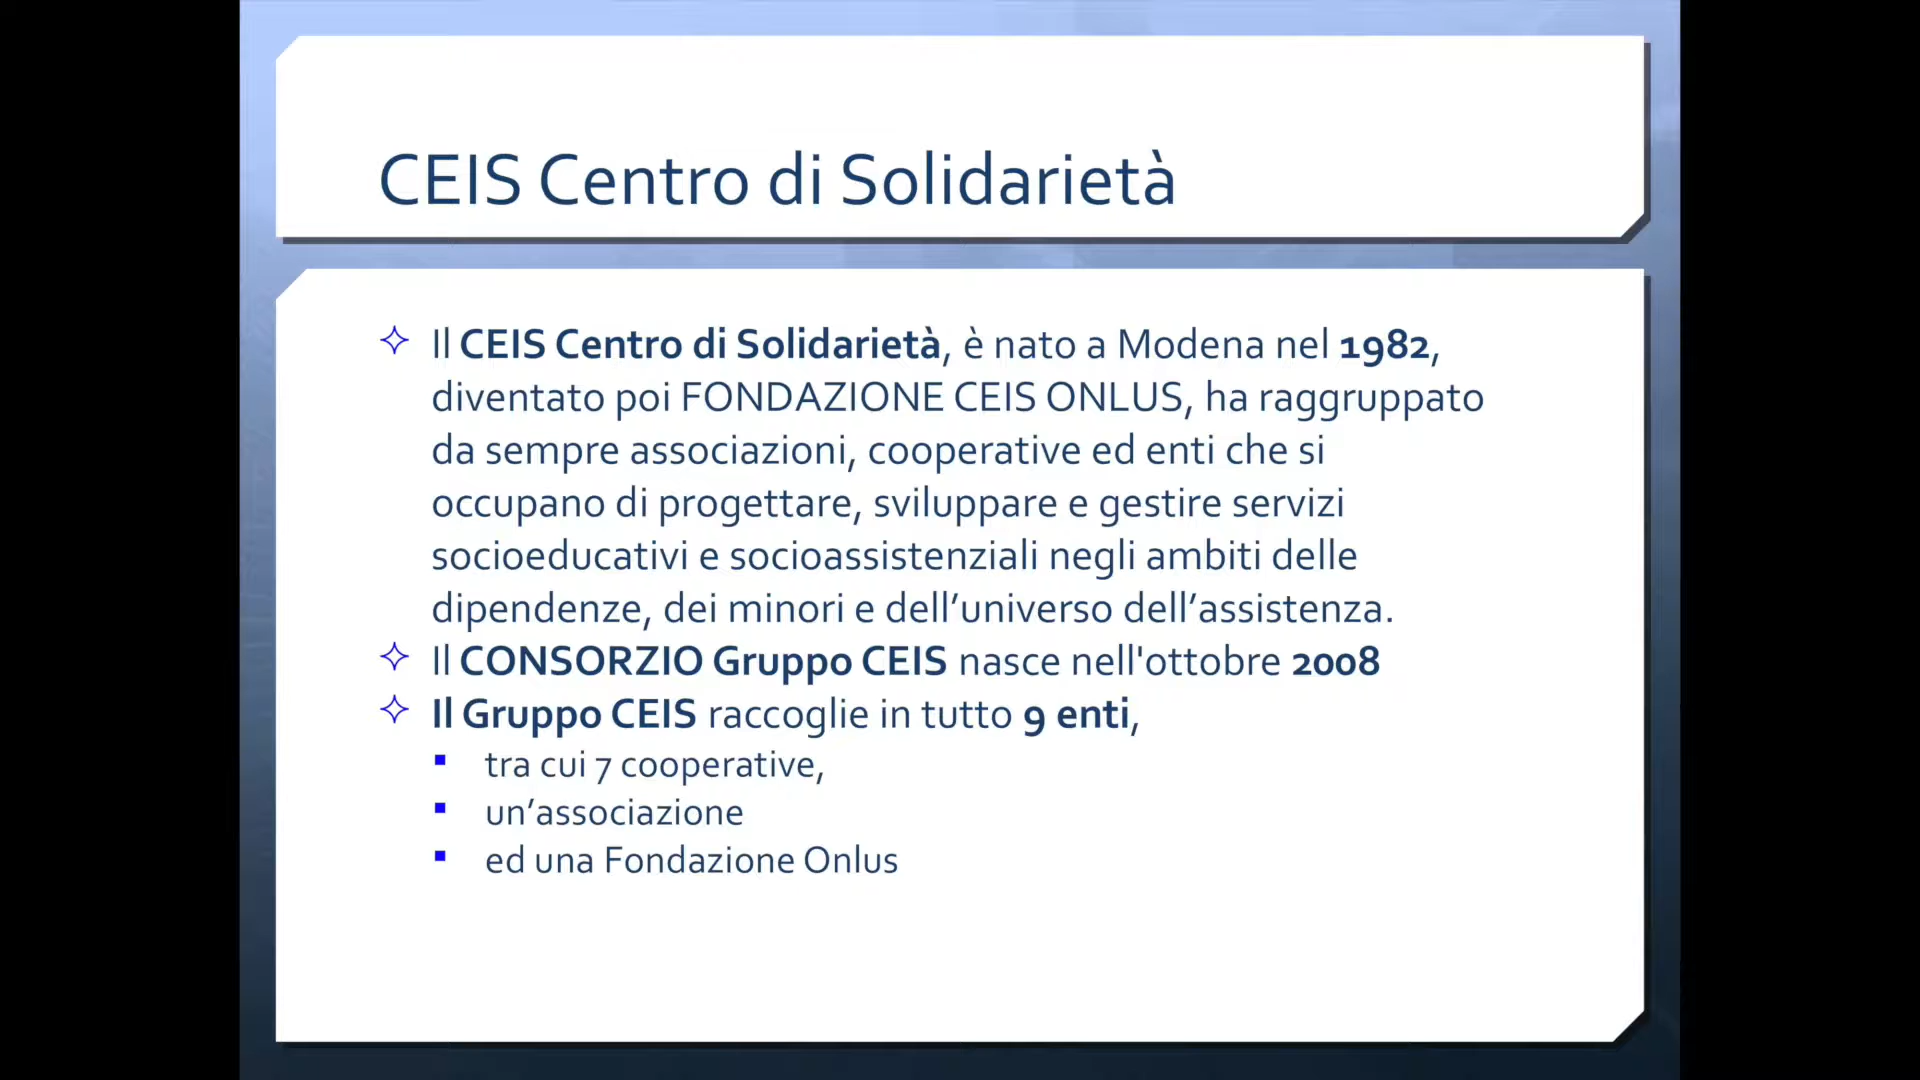 CEIS Centro di Solidarietà
Il CEIS Centro di Solidarietà, è nato a Modena nel 1982,
diventato poi FONDAZIONE CEIS ONLUS, ha raggruppato
da sempre associazioni, cooperative ed enti che si
occupano di progettare, sviluppare e gestire servizi
socioeducativi e socioassistenziali negli ambiti delle
dipendenze, dei minori e dell’universo dell’assistenza.
Il CONSORZIO Gruppo CEIS nasce nell'ottobre 2008
Il Gruppo CEIS raccoglie in tutto 9 enti,
tra cui 7 cooperative,
un’associazione
ed una Fondazione Onlus